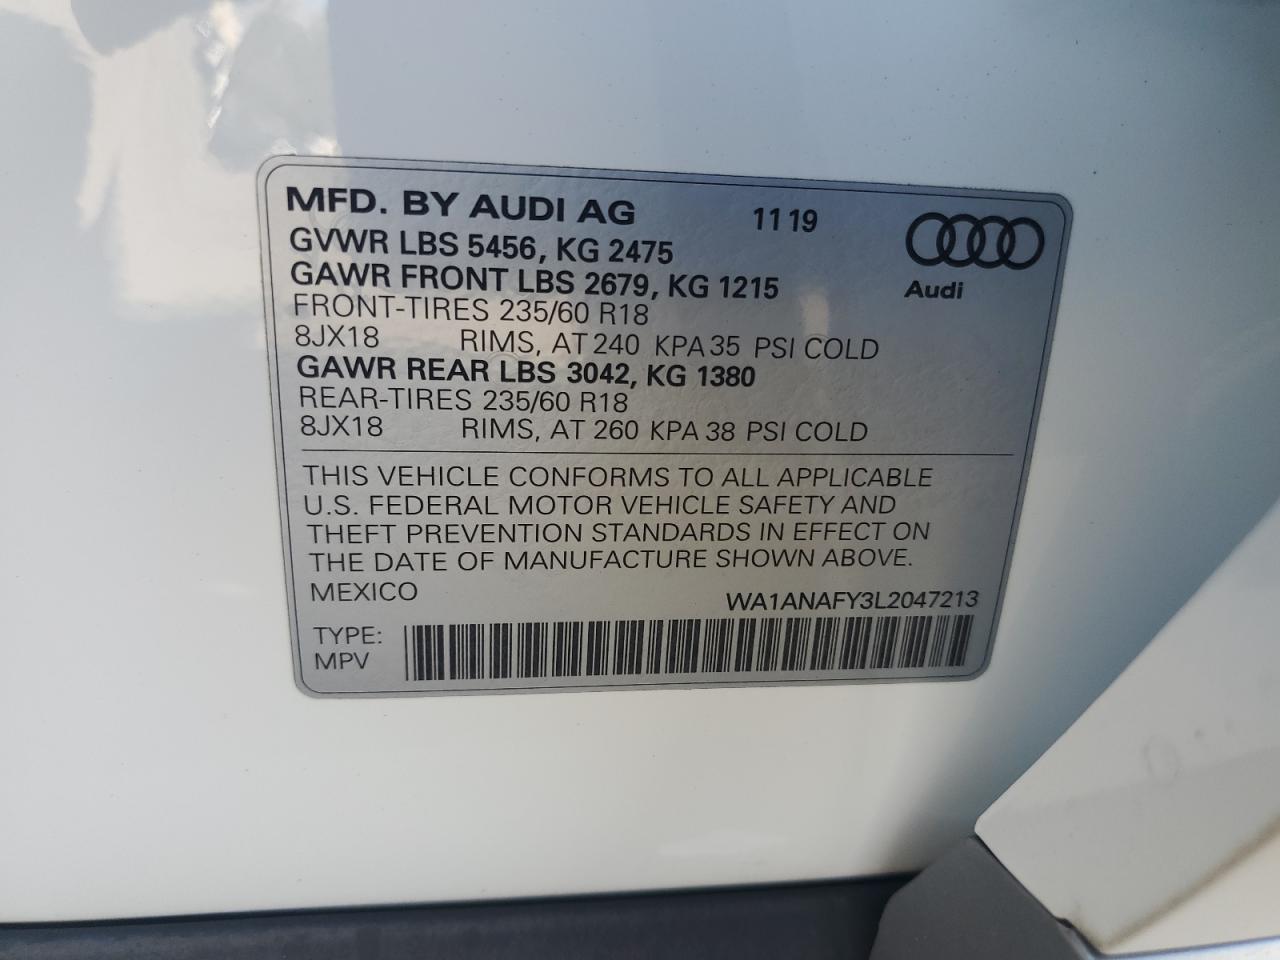 MFD. BY AUDI AG 11 19
GVWR LBS 5456, KG 2475
GAWR FRONT LBS 2679, KG 1215
Audi
FRONT-TIRES 235/60 R18
8JX18 RIMS, AT 240 KPA 35 PSI COLD
GAWR REAR LBS 3042, KG 1380
REAR-TIRES 235/60 R18
8JX18 RIMS, AT 260 KPA 38 PSI COLD
THIS VEHICLE CONFORMS TO ALL APPLICABLE
U.S. FEDERAL MOTOR VEHICLE SAFETY AND
THEFT PREVENTION STANDARDS IN EFFECT ON
THE DATE OF MANUFACTURE SHOWN ABOVE.
MEXICO WA1ANAFY3L2047213
TYPE:
MPV